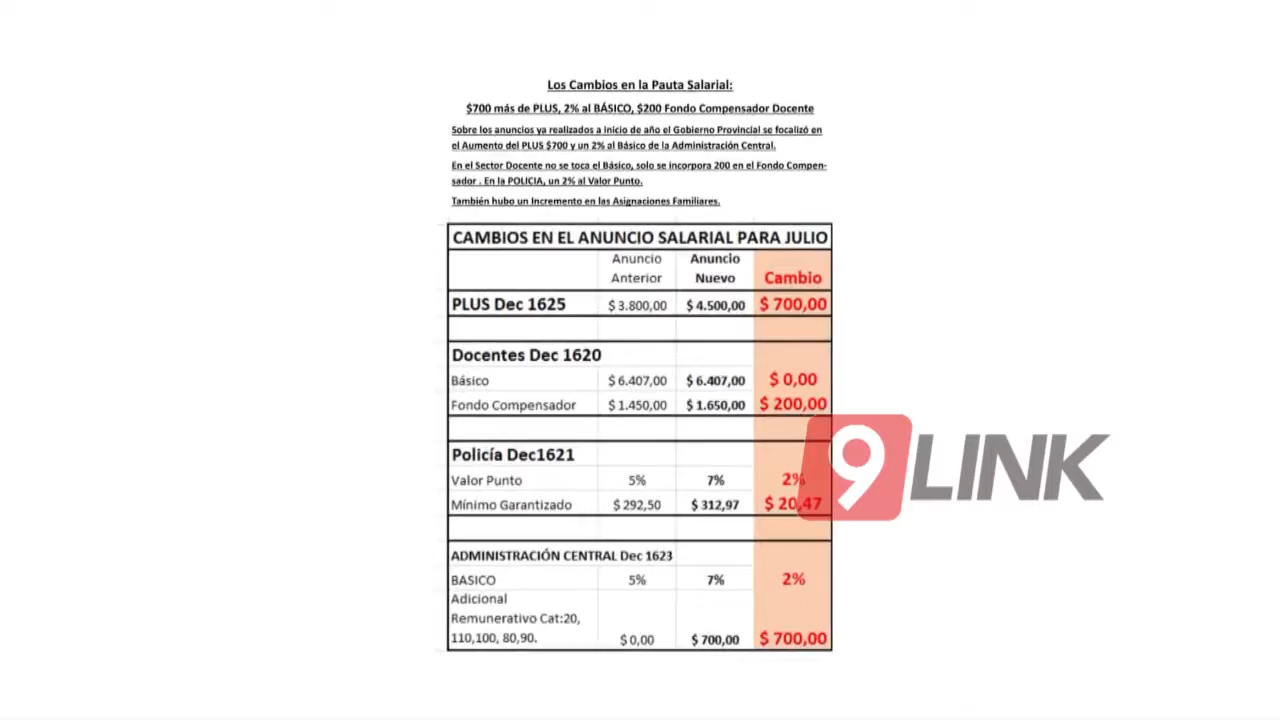 Los Cambios en la Pauta Salarial:
$700 más de PLUS, 2% al BÁSICO, $200 Fondo Compensador Docente
Sobre los anuncios ya realizados a inicio de año el Gobierno Provincial se focalizó en
el Aumento del PLUS $700 y un 2% al Básico de la Administración Central.
En el Sector Docente no se toca el Básico, solo se incorpora 200 en el Fondo Compen-
sador . En la POLICIA, un 2% al Valor Punto.
También hubo un Incremento en las Asignaciones Familiares.
CAMBIOS EN EL ANUNCIO SALARIAL PARA JULIO
Anuncio Anuncio
Anterior Nuevo Cambio
PLUS Dec 1625 $ 3.800,00 $ 4.500,00 $ 700,00
Docentes Dec 1620
Básico $ 6.407,00 $ 6.407,00 $ 0,00
Fondo Compensador $ 1.450,00 $ 1.650,00 $ 200,00
Policía Dec1621
Valor Punto 5% 7% 2%
Mínimo Garantizado $ 292,50 $ 312,97 $ 20,47
9 LINK
ADMINISTRACIÓN CENTRAL Dec 1623
BASICO 5% 7% 2%
Adicional
Remunerativo Cat:20,
110,100, 80,90. $ 0,00 $ 700,00 $ 700,00